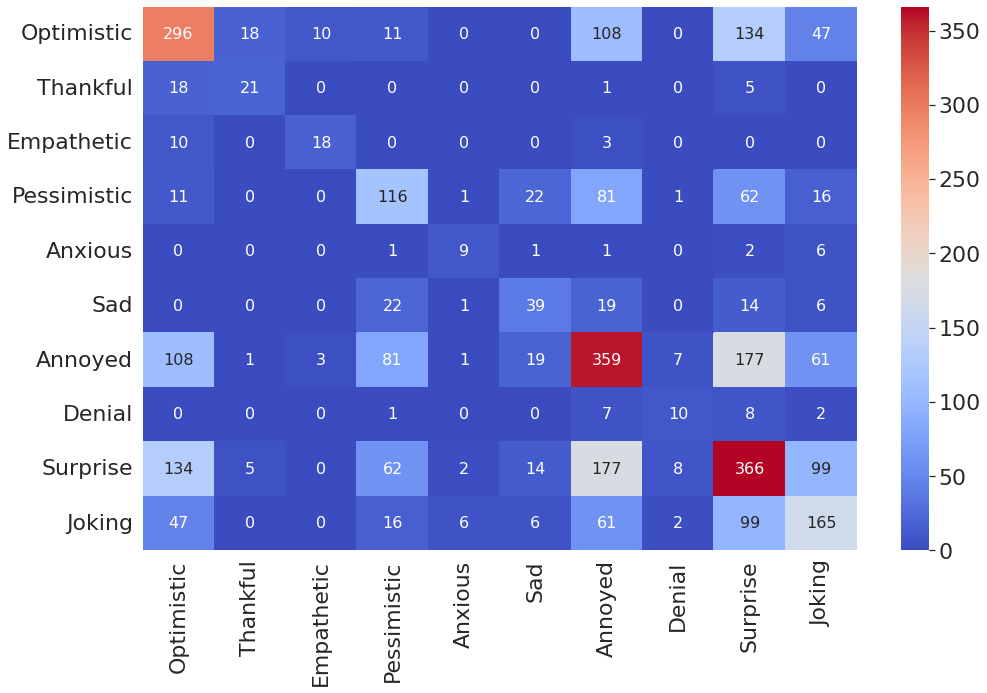 Optimistic 296 18 10 11 0 0 108 0 134 47
Thankful 18 21 0 0 0 0 1 0 5 0
Empathetic 10 0 18 0 0 0 3 0 0 0
Pessimistic 11 0 0 116 1 22 81 1 62 16
Anxious 0 0 0 1 9 1 1 0 2 6
Sad 0 0 0 22 1 39 19 0 14 6
Annoyed 108 1 3 81 1 19 359 7 177 61
Denial 0 0 0 1 0 0 7 10 8 2
Surprise 134 5 0 62 2 14 177 8 366 99
Joking 47 0 0 16 6 6 61 2 99 165
Optimistic Thankful Empathetic Pessimistic Anxious Sad Annoyed Denial Surprise Joking
350
300
250
200
150
100
50
0